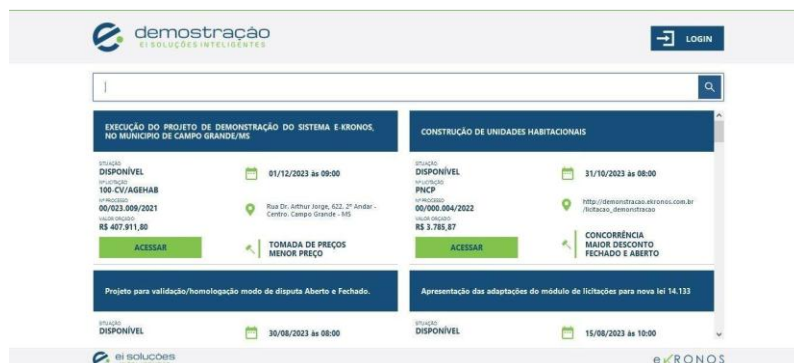 demostração
EI SOLUÇÕES INTELIGENTES
LOGIN
EXECUÇÃO DO PROJETO DE DEMONSTRAÇÃO DO SISTEMA E-KRONOS,
NO MUNICIPIO DE CAMPO GRANDE/MS
SITUAÇÃO
DISPONÍVEL
01/12/2023 às 09:00
Nº LICITAÇÃO
100-CV/AGEHAB
Nº PROCESSO
00/023.009/2021
Rua Dr. Arthur Jorge, 622. 2º Andar -
Centro. Campo Grande - MS
VALOR ORÇADO
R$ 407.911,80
ACESSAR
TOMADA DE PREÇOS
MENOR PREÇO
CONSTRUÇÃO DE UNIDADES HABITACIONAIS
SITUAÇÃO
DISPONÍVEL
31/10/2023 às 08:00
Nº LICITAÇÃO
PNCP
Nº PROCESSO
00/000.004/2022
http://demonstracao.ekronos.com.br
/licitacao_demonstracao
VALOR ORÇADO
R$ 3.785,87
ACESSAR
CONCORRÊNCIA
MAIOR DESCONTO
FECHADO E ABERTO
Projeto para validação/homologação modo de disputa Aberto e Fechado.
SITUAÇÃO
DISPONÍVEL
30/08/2023 às 08:00
Apresentação das adaptações do módulo de licitações para nova lei 14.133
SITUAÇÃO
DISPONÍVEL
15/08/2023 às 10:00
ei soluções
eKRONOS